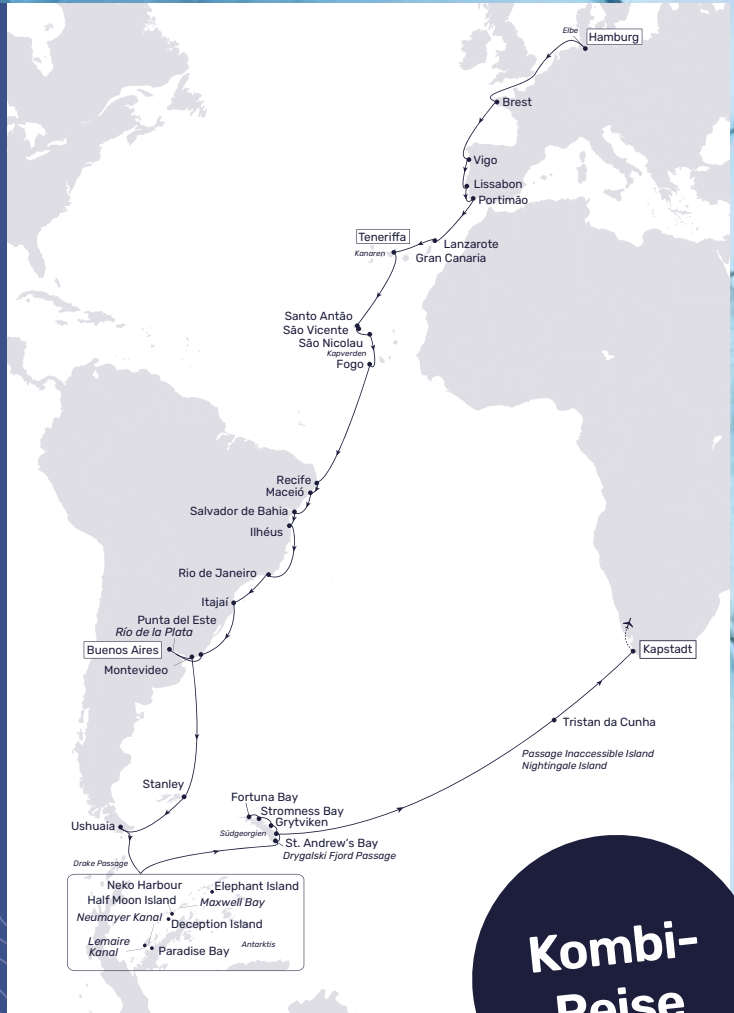 Elbe
Hamburg
Brest
Vigo
Lissabon
Portimão
Teneriffa
Lanzarote
Kanaren
Gran Canaria
Santo Antão
São Vicente
São Nicolau
Kapverden
Fogo
Recife
Maceió
Salvador de Bahia
Ilhéus
Rio de Janeiro
Itajaí
Punta del Este
Río de la Plata
Buenos Aires
Montevideo
Kapstadt
Tristan da Cunha
Passage Inaccessible Island
Nightingale Island
Stanley
Fortuna Bay
Stromness Bay
Grytviken
Ushuaia
Südgeorgien
St. Andrew’s Bay
Drygalski Fjord Passage
Drake Passage
Neko Harbour
Elephant Island
Half Moon Island
Maxwell Bay
Neumayer Kanal
Deception Island
Lemaire
Kanal
Paradise Bay
Antarktis
Kombi-
Reise